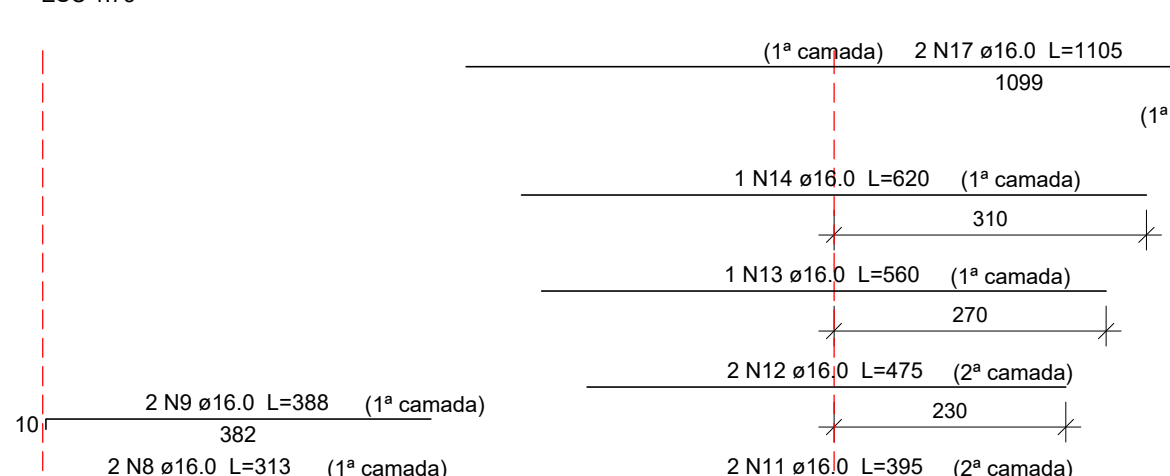 (1ª camada) 2 N17 ø16.0 L=1105
1099
(1ª
1 N14 ø16.0 L=620 (1ª camada)
310
1 N13 ø16.0 L=560 (1ª camada)
270
2 N12 ø16.0 L=475 (2ª camada)
230
2 N9 ø16.0 L=388 (1ª camada)
10
382
2 N8 ø16.0 L=313 (1ª camada)
2 N11 ø16.0 L=395 (2ª camada)